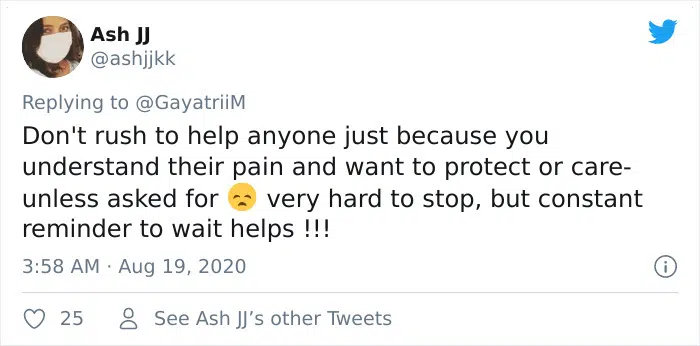 Ash JJ
@ashjjkk
Replying to @GayatriiM
Don't rush to help anyone just because you
understand their pain and want to protect or care-
unless asked for 😞 very hard to stop, but constant
reminder to wait helps !!!
3:58 AM · Aug 19, 2020
25
See Ash JJ’s other Tweets